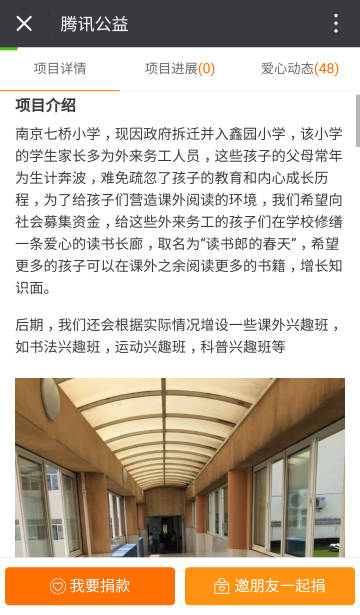 腾讯公益
项目详情 项目进展(0) 爱心动态(48)
项目介绍
南京七桥小学，现因政府拆迁并入鑫园小学，该小学
的学生家长多为外来务工人员，这些孩子的父母常年
为生计奔波，难免疏忽了孩子的教育和内心成长历
程，为了给孩子们营造课外阅读的环境，我们希望向
社会募集资金，给这些外来务工的孩子们在学校修缮
一条爱心的读书长廊，取名为“读书郎的春天”，希望
更多的孩子可以在课外之余阅读更多的书籍，增长知
识面。
后期，我们还会根据实际情况增设一些课外兴趣班，
如书法兴趣班，运动兴趣班，科普兴趣班等
我要捐款 邀朋友一起捐